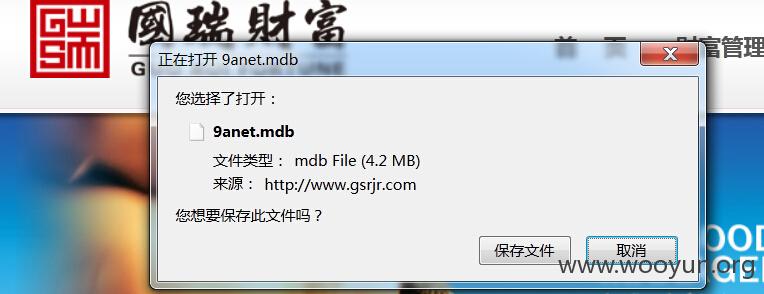 國瑞財富
首 页
财富管理
正在打开 9anet.mdb
您选择了打开：
9anet.mdb
文件类型： mdb File (4.2 MB)
来源： http://www.gsrjr.com
您想要保存此文件吗？
保存文件
取消
OOD
GE
www.wooyun.org